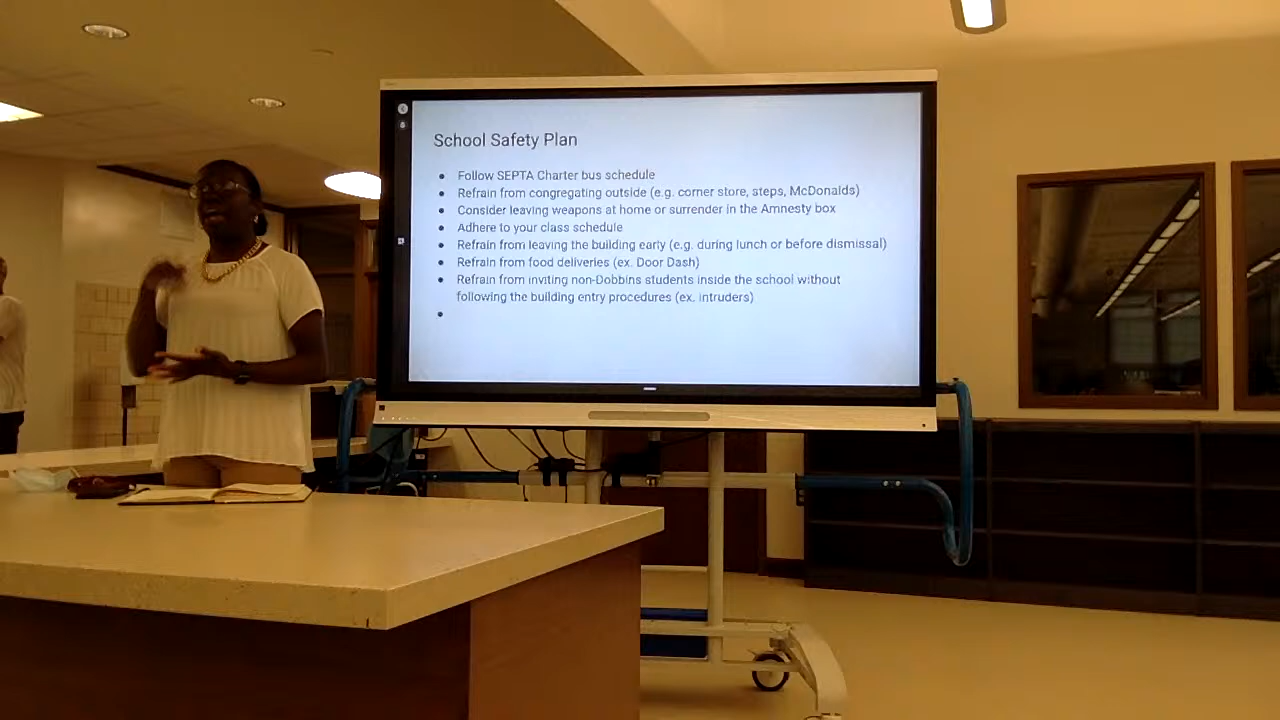 School Safety Plan
● Follow SEPTA Charter bus schedule
● Refrain from congregating outside (e.g. corner store, steps, McDonalds)
● Consider leaving weapons at home or surrender in the Amnesty box
● Adhere to your class schedule
● Refrain from leaving the building early (e.g. during lunch or before dismissal)
● Refrain from food deliveries (ex. Door Dash)
● Refrain from inviting non-Dobbins students inside the school without
following the building entry procedures (ex. intruders)
●